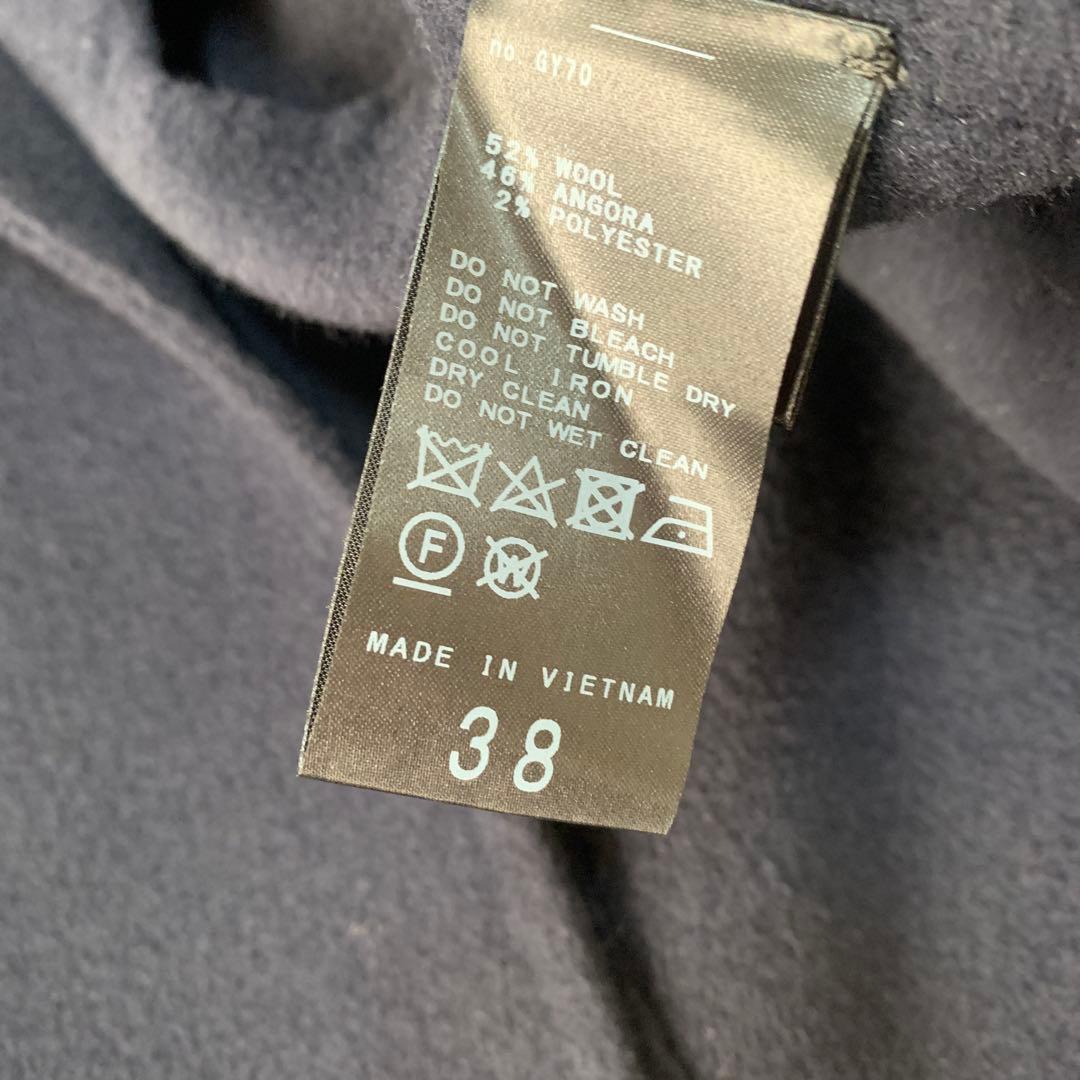 no. GY70
52% WOOL
46% ANGORA
2% POLYESTER
DO NOT WASH
DO NOT BLEACH
DO NOT TUMBLE DRY
COOL IRON
DRY CLEAN
DO NOT WET CLEAN
F W
MADE IN VIETNAM
38